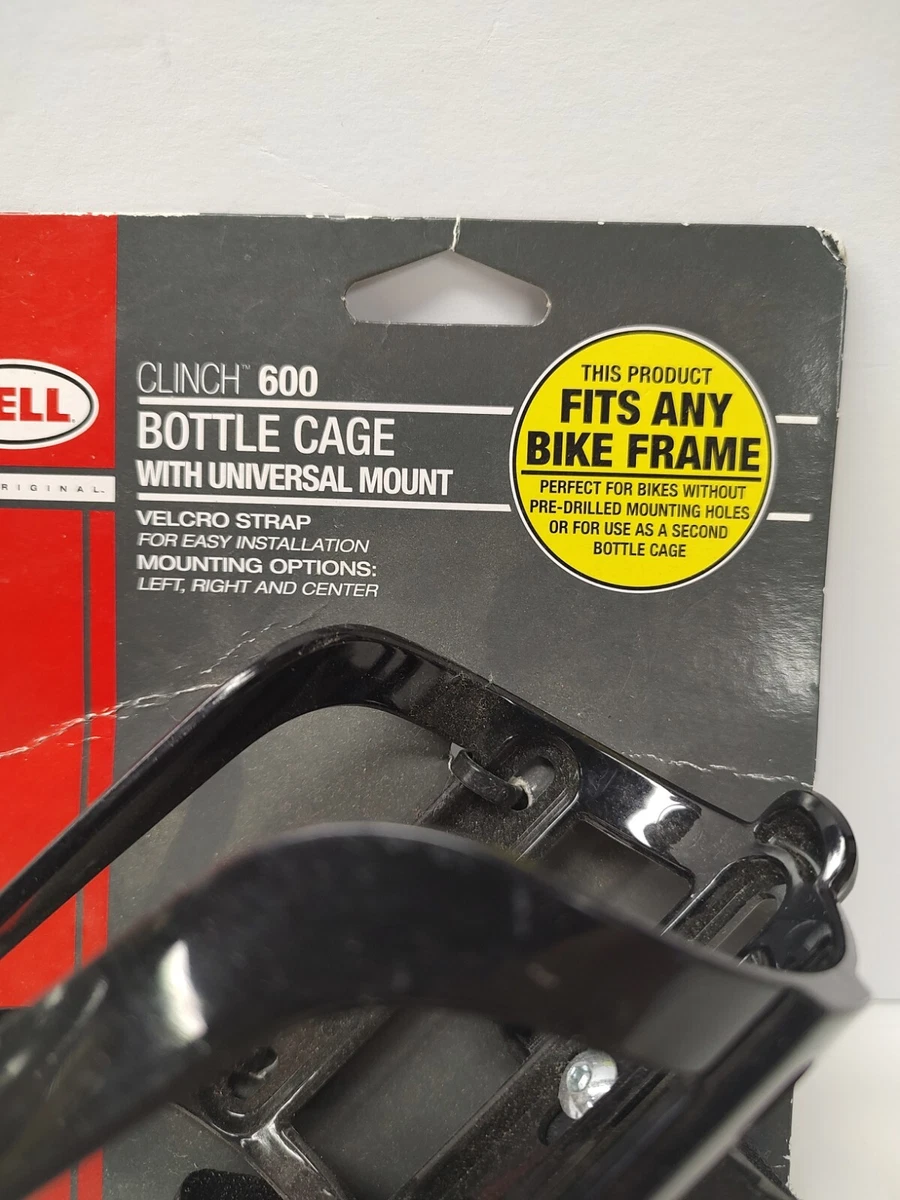 ELL
RIGINAL.
CLINCH™ 600
BOTTLE CAGE
WITH UNIVERSAL MOUNT
VELCRO STRAP
FOR EASY INSTALLATION
MOUNTING OPTIONS:
LEFT, RIGHT AND CENTER
THIS PRODUCT
FITS ANY
BIKE FRAME
PERFECT FOR BIKES WITHOUT
PRE-DRILLED MOUNTING HOLES
OR FOR USE AS A SECOND
BOTTLE CAGE